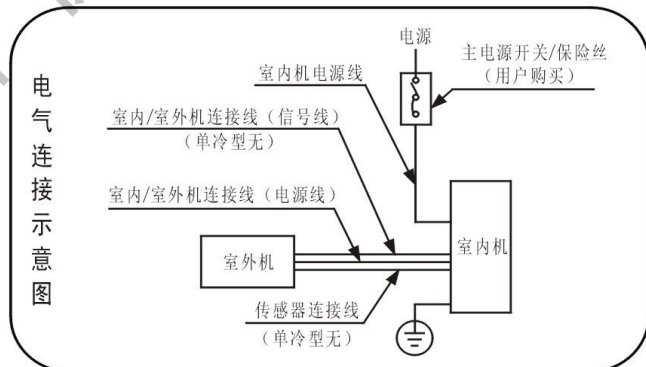 电气连接示意图
电源
主电源开关/保险丝
（用户购买）
室内机电源线
室内/室外机连接线（信号线）
（单冷型无）
室内/室外机连接线（电源线）
室外机
室内机
传感器连接线
（单冷型无）